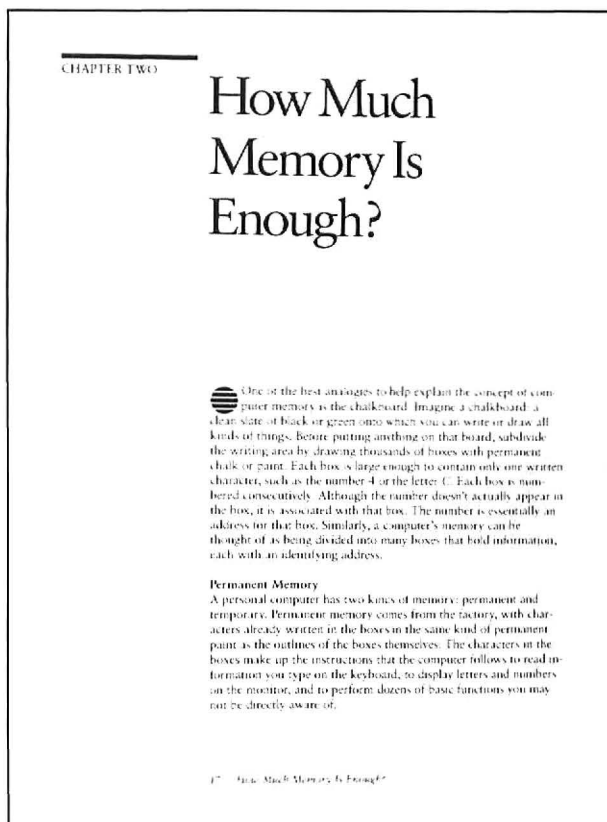 CHAPTER TWO
How Much
Memory Is
Enough?
One of the best analogies to help explain the concept of com-
puter memory is the chalkboard. Imagine a chalkboard: a
clean slate of black or green onto which you can write or draw all
kinds of things. Before putting anything on that board, subdivide
the writing area by drawing thousands of boxes with permanent
chalk or paint. Each box is large enough to contain only one written
character, such as the number 4 or the letter C. Each box is num-
bered consecutively. Although the number doesn't actually appear in
the box, it is associated with that box. The number is essentially an
address for that box. Similarly, a computer's memory can be
thought of as being divided into many boxes that hold information,
each with an identifying address.
Permanent Memory
A personal computer has two kinds of memory: permanent and
temporary. Permanent memory comes from the factory, with char-
acters already written in the boxes in the same kind of permanent
paint as the outlines of the boxes themselves. The characters in the
boxes make up the instructions that the computer follows to read in-
formation you type on the keyboard, to display letters and numbers
on the monitor, and to perform dozens of basic functions you may
not be directly aware of.
How Much Memory Is Enough?